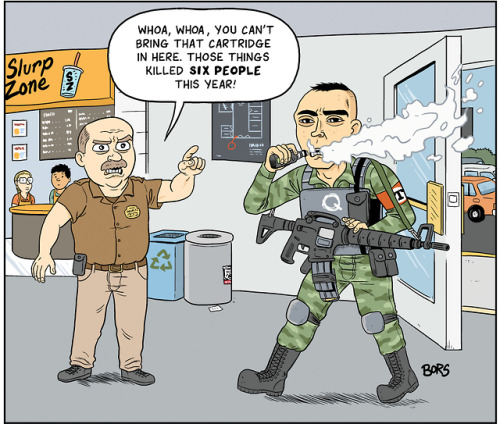 WHOA, WHOA, YOU CAN'T
BRING THAT CARTRIDGE
IN HERE. THOSE THINGS
KILLED SIX PEOPLE
THIS YEAR!
Slurp
Zone
S
Z
Q
BORS